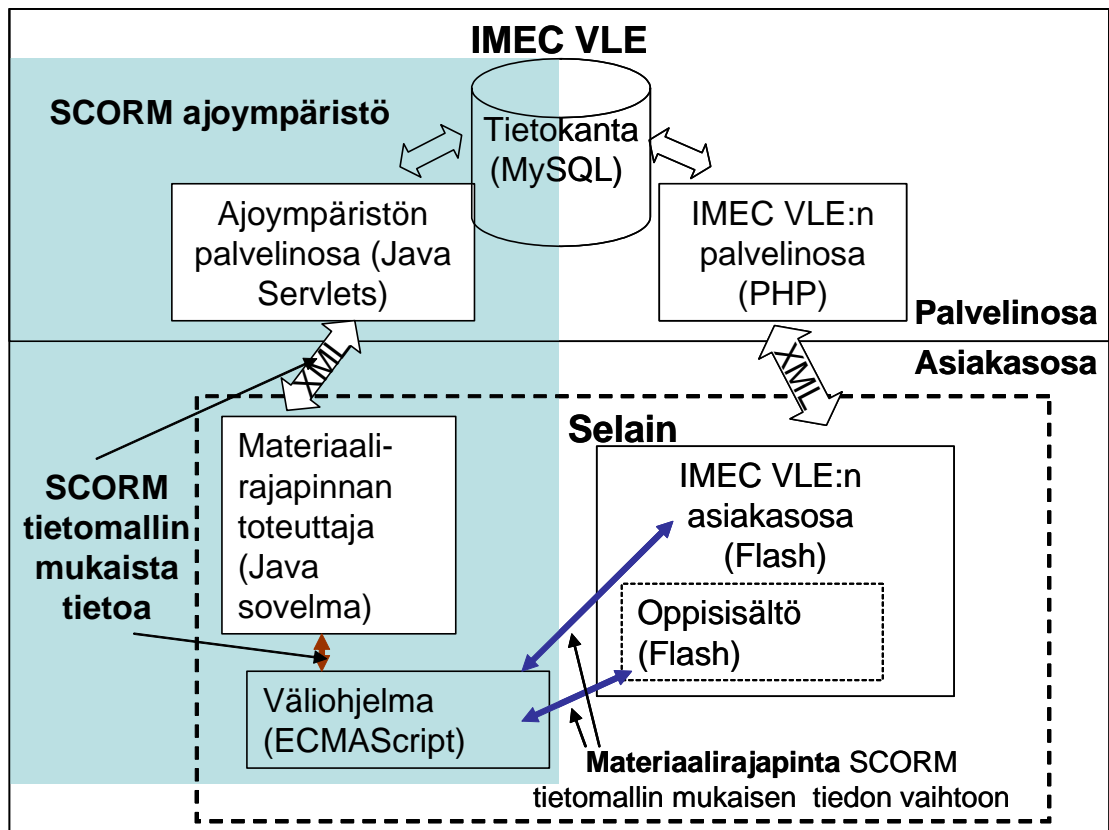 IMEC VLE
SCORM ajoympäristö
Tietokanta
(MySQL)
Ajoympäristön
palvelinosa (Java
Servlets)
IMEC VLE:n
palvelinosa
(PHP)
Palvelinosa
Asiakasosa
XML
XML
Selain
Materiaali-
rajapinnan
toteuttaja
(Java
sovelma)
IMEC VLE:n
asiakasosa
(Flash)
SCORM
tietomallin
mukaista
tietoa
Oppisisältö
(Flash)
Väliohjelma
(ECMAScript)
Materiaalirajapinta SCORM
tietomallin mukaisen tiedon vaihtoon